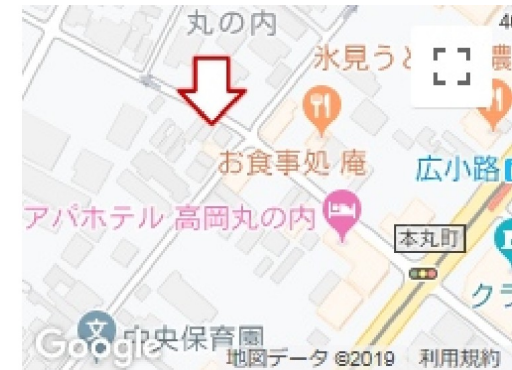 丸の内
氷見うど
お食事処 庵
広小路
アパホテル 高岡丸の内
本丸町
クラ
文
中央保育園
Google
地図データ ©2019 利用規約